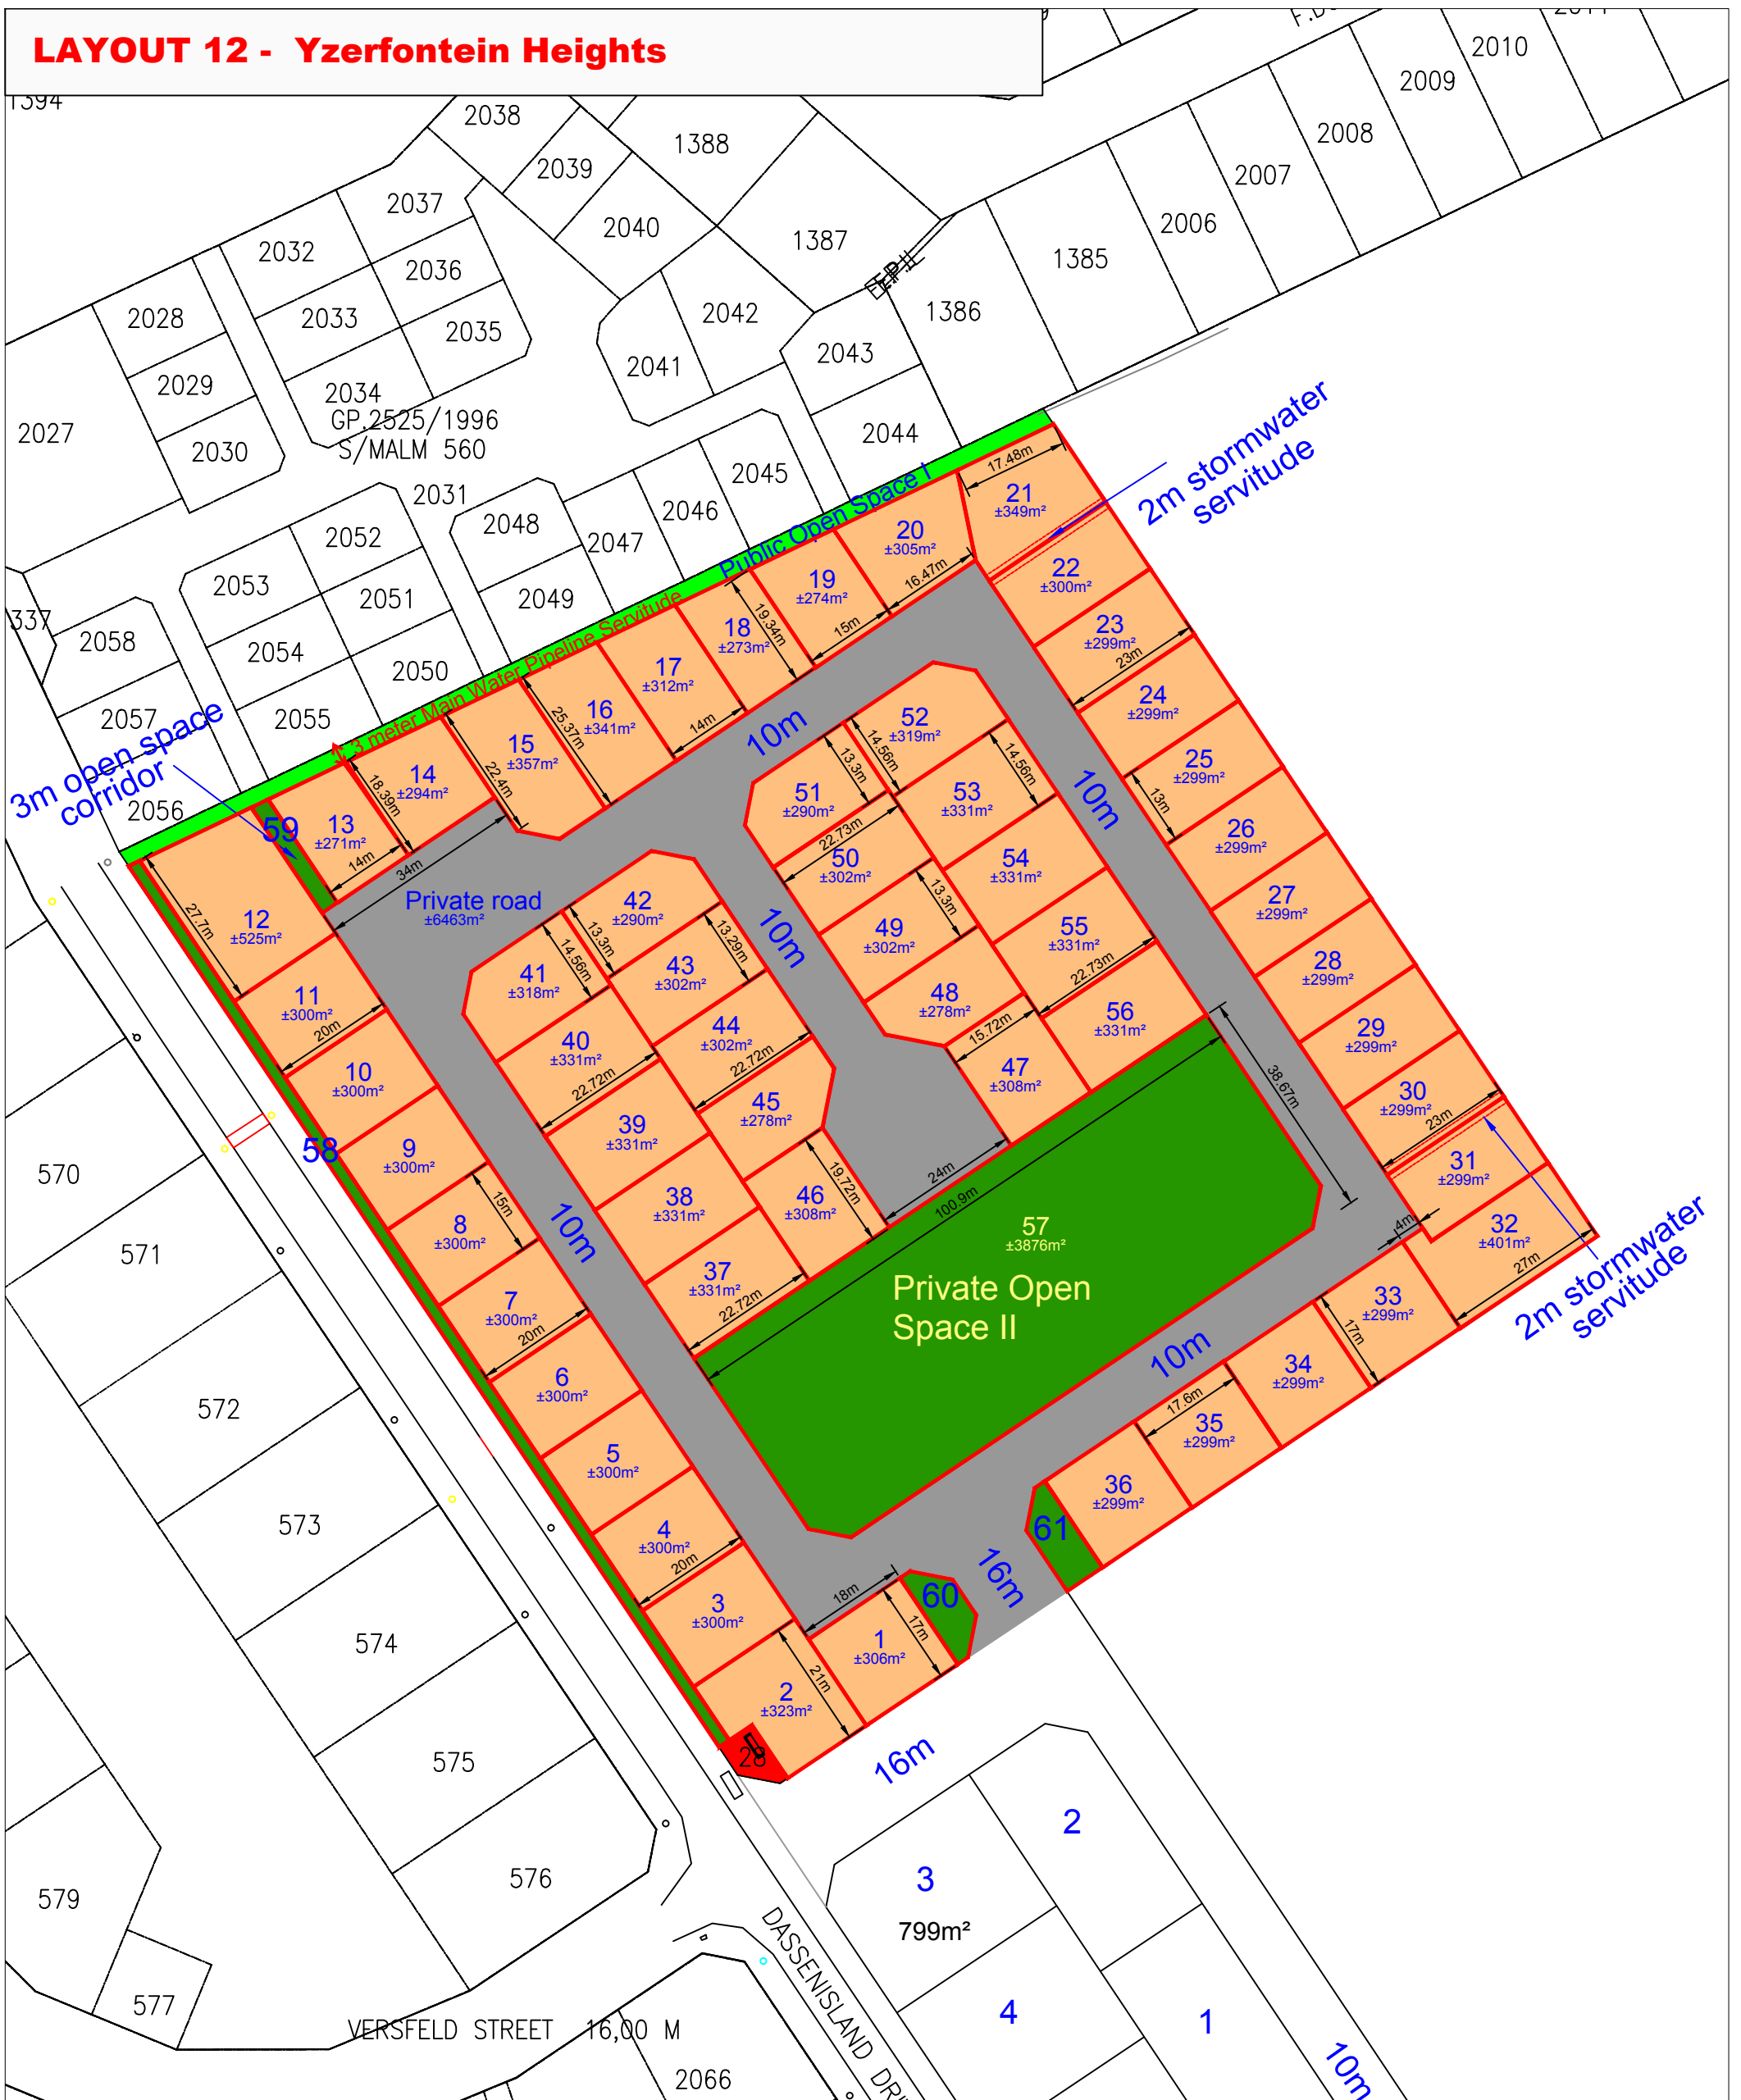 LAYOUT 12 - Yzerfontein Heights
1394
2038
2039
2040
1388
1387
2010
2009
2008
2007
2006
1385
1386
2037
2032
2036
2033
2035
2034
2028
2029
2030
2027
GP.2525/1996
S/MALM 560
2031
2041
2042
2043
2044
2045
2046
2047
2048
2049
2052
2053
2051
2054
2050
2055
337
2058
2057
2056
2m stormwater
servitude
Public Open Space I
3 meter Main Water Pipeline Servitude
3m open space
corridor
59
17.48m
21
±349m²
20
±305m²
16.47m
19
±274m²
15m
19.34m
18
±273m²
17
±312m²
14m
16
±341m²
25.37m
15
±357m²
22.4m
14
±294m²
18.39m
13
±271m²
14m
34m
12
±525m²
27.7m
22
±300m²
23
±299m²
23m
24
±299m²
25
±299m²
13m
26
±299m²
27
±299m²
28
±299m²
29
±299m²
30
±299m²
23m
31
±299m²
32
±401m²
27m
4m
2m stormwater
servitude
10m
10m
10m
Private road
±6463m²
52
±319m²
14.56m
13.3m
51
±290m²
14.56m
53
±331m²
22.73m
50
±302m²
54
±331m²
13.3m
49
±302m²
55
±331m²
22.73m
48
±278m²
56
±331m²
15.72m
47
±308m²
38.67m
42
±290m²
13.3m
14.56m
13.29m
41
±318m²
43
±302m²
40
±331m²
44
±302m²
22.72m
22.72m
45
±278m²
39
±331m²
38
±331m²
46
±308m²
19.72m
37
±331m²
22.72m
24m
100.9m
57
±3876m²
Private Open
Space II
11
±300m²
20m
10
±300m²
58
9
±300m²
15m
8
±300m²
10m
7
±300m²
20m
6
±300m²
5
±300m²
4
±300m²
20m
3
±300m²
2
±323m²
21m
18m
1
±306m²
17m
60
16m
61
10m
33
±299m²
17m
34
±299m²
17.6m
35
±299m²
36
±299m²
28
16m
570
571
572
573
574
575
576
579
577
2
3
799m²
4
1
10m
VERSFELD STREET 16,00 M
2066